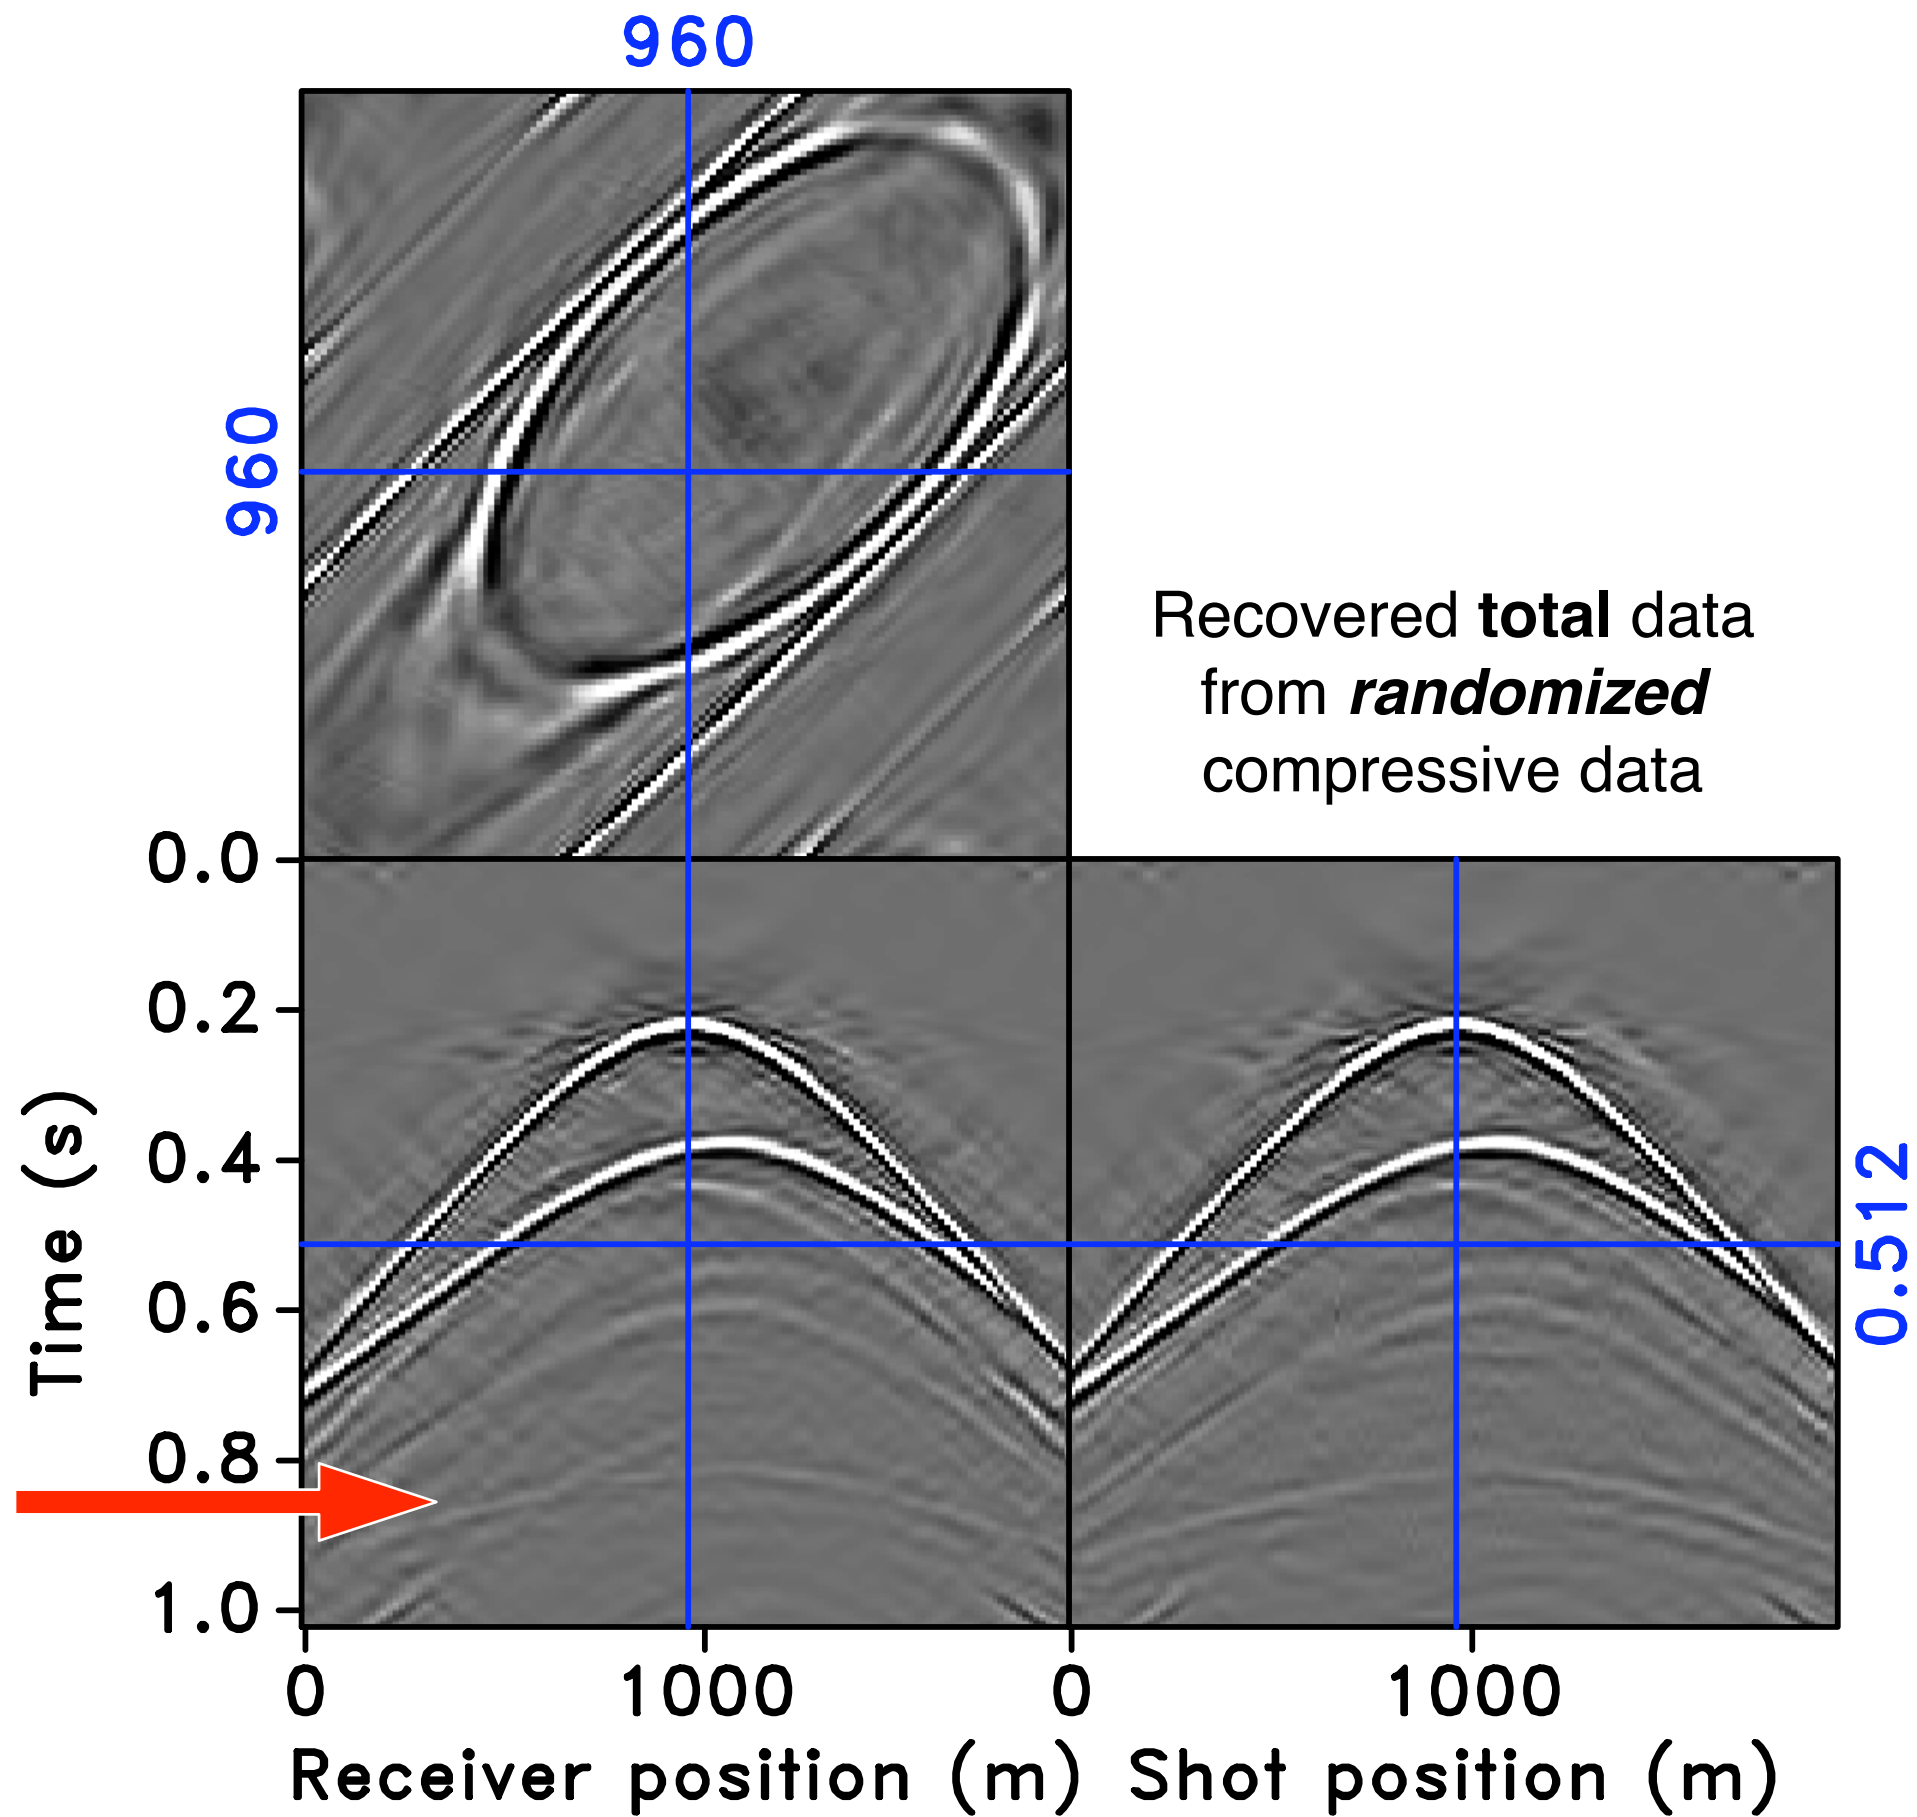 960
960
Recovered total data
from randomized
compressive data
0.0
0.2
0.4
0.6
0.8
1.0
Time (s)
0.512
0 1000 0 1000
Receiver position (m) Shot position (m)